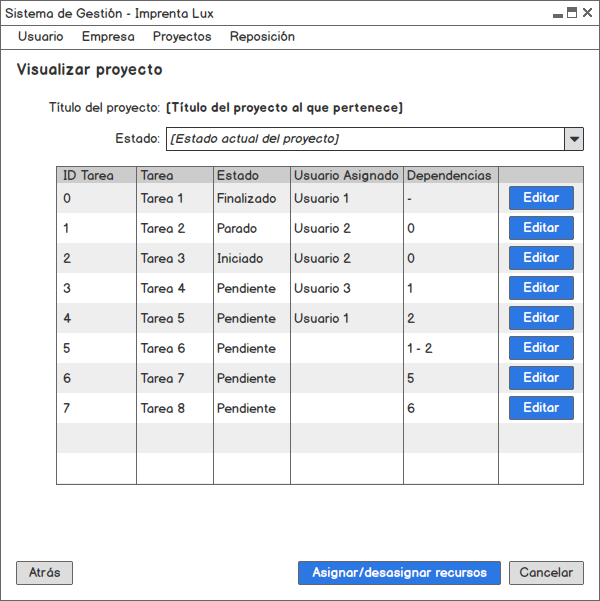 Sistema de Gestión - Imprenta Lux
Usuario Empresa Proyectos Reposición
Visualizar proyecto
Título del proyecto: [Título del proyecto al que pertenece]
Estado: [Estado actual del proyecto]
ID Tarea Tarea Estado Usuario Asignado Dependencias
0 Tarea 1 Finalizado Usuario 1 - Editar
1 Tarea 2 Parado Usuario 2 0 Editar
2 Tarea 3 Iniciado Usuario 2 0 Editar
3 Tarea 4 Pendiente Usuario 3 1 Editar
4 Tarea 5 Pendiente Usuario 1 2 Editar
5 Tarea 6 Pendiente 1 - 2 Editar
6 Tarea 7 Pendiente 5 Editar
7 Tarea 8 Pendiente 6 Editar
Atrás Asignar/desasignar recursos Cancelar